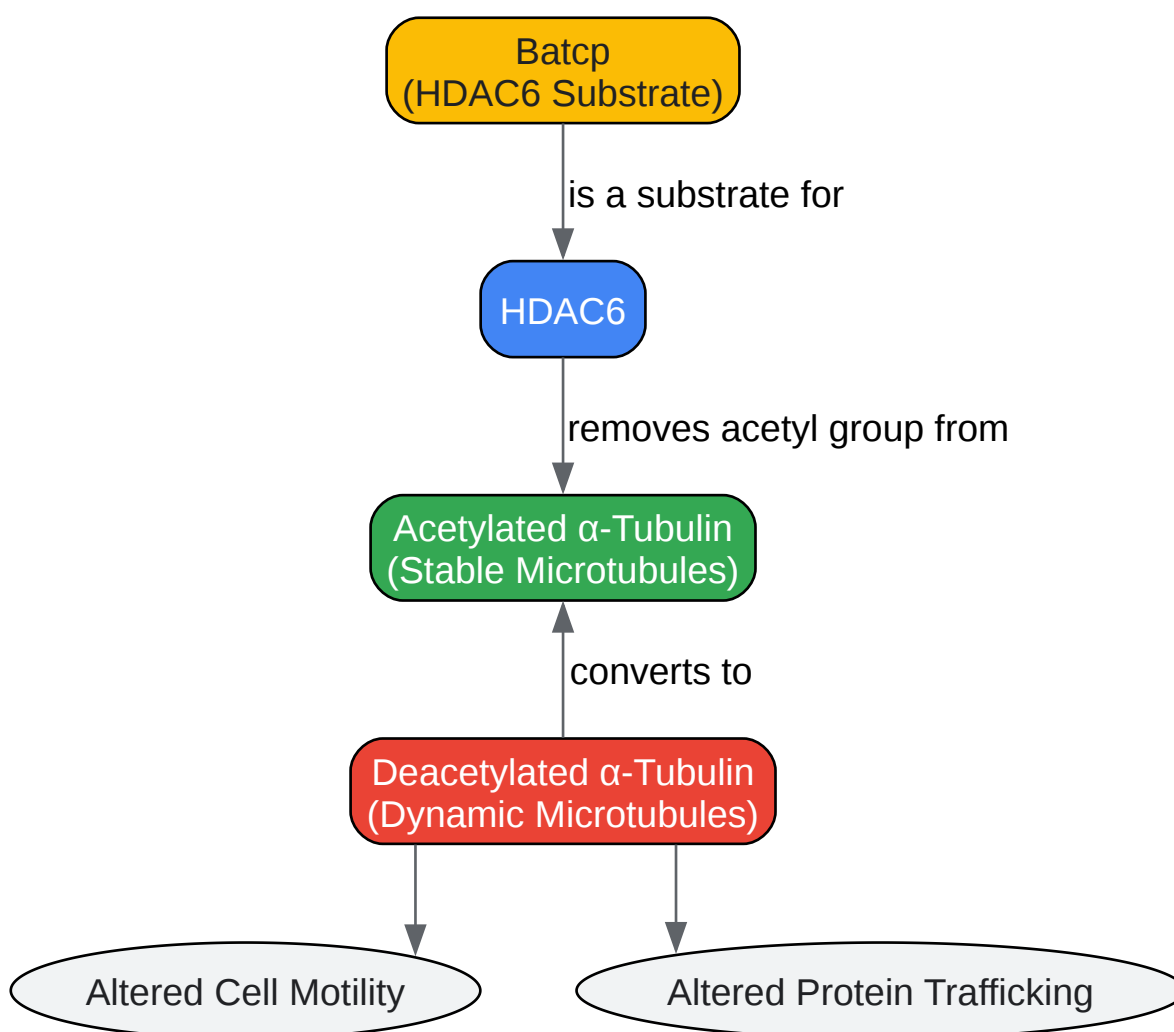 Batcp
(HDAC6 Substrate)
is a substrate for
HDAC6
removes acetyl group from
Acetylated α-Tubulin
(Stable Microtubules)
converts to
Deacetylated α-Tubulin
(Dynamic Microtubules)
Altered Cell Motility
Altered Protein Trafficking